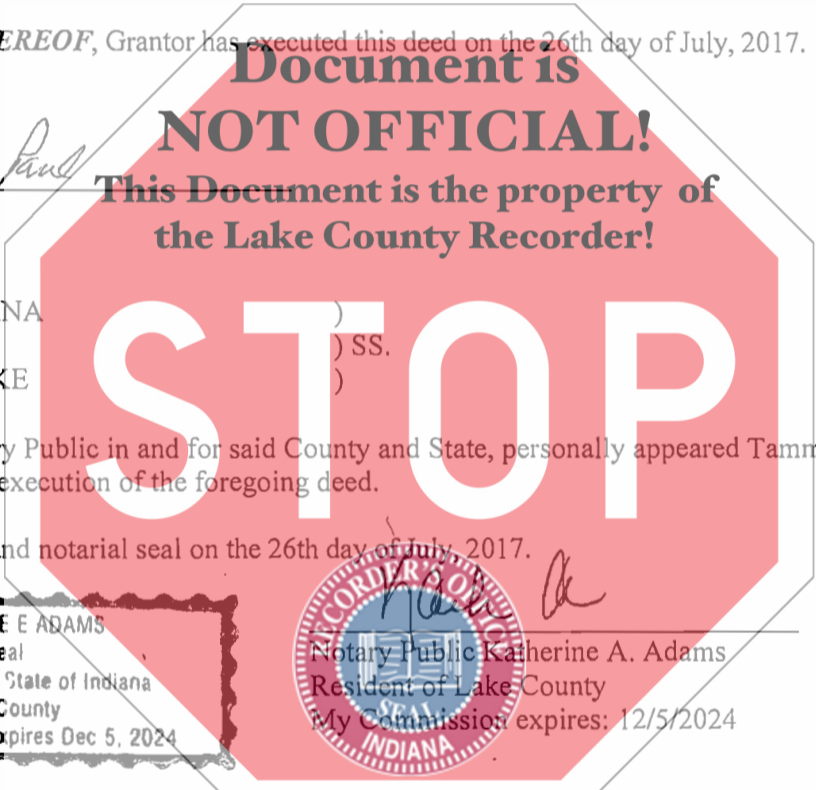 EREOF, Grantor has executed this deed on the 26th day of July, 2017.
Document is
NOT OFFICIAL!
This Document is the property of
the Lake County Recorder!
NA )
) SS.
KE )
STOP
y Public in and for said County and State, personally appeared Tamm
execution of the foregoing deed.
nd notarial seal on the 26th day of July, 2017.
E E ADAMS
eal
State of Indiana
County
xpires Dec 5, 2024
RECORDER'S OFFICE
SEAL
INDIANA
Notary Public Katherine A. Adams
Resident of Lake County
My Commission expires: 12/5/2024